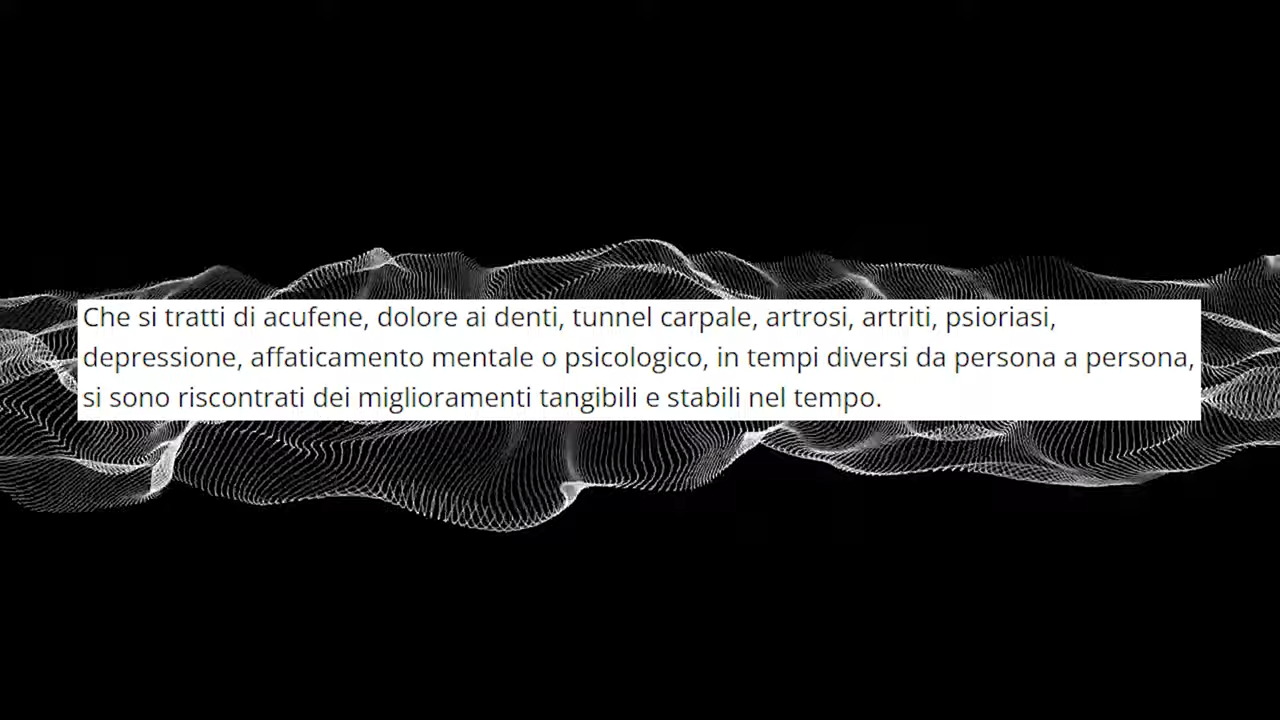 Che si tratti di acufene, dolore ai denti, tunnel carpale, artrosi, artriti, psioriasi,
depressione, affaticamento mentale o psicologico, in tempi diversi da persona a persona,
si sono riscontrati dei miglioramenti tangibili e stabili nel tempo.